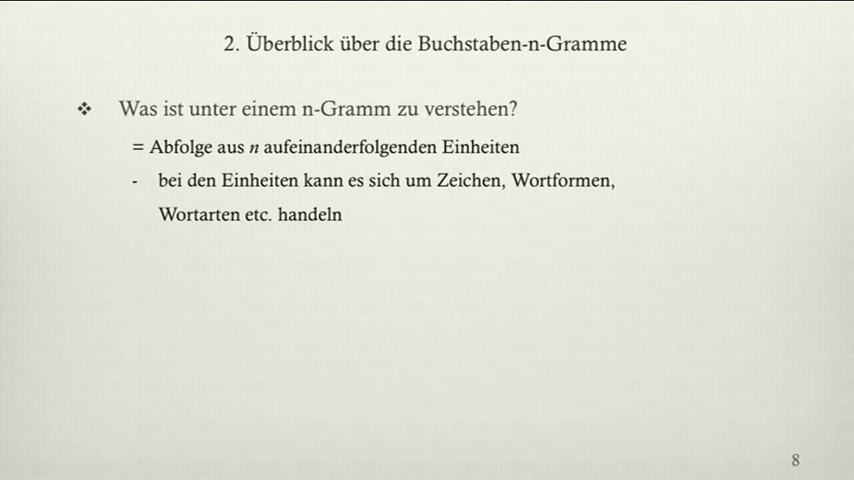 2. Überblick über die Buchstaben-n-Gramme
❖ Was ist unter einem n-Gramm zu verstehen?
= Abfolge aus n aufeinanderfolgenden Einheiten
- bei den Einheiten kann es sich um Zeichen, Wortformen,
Wortarten etc. handeln
8